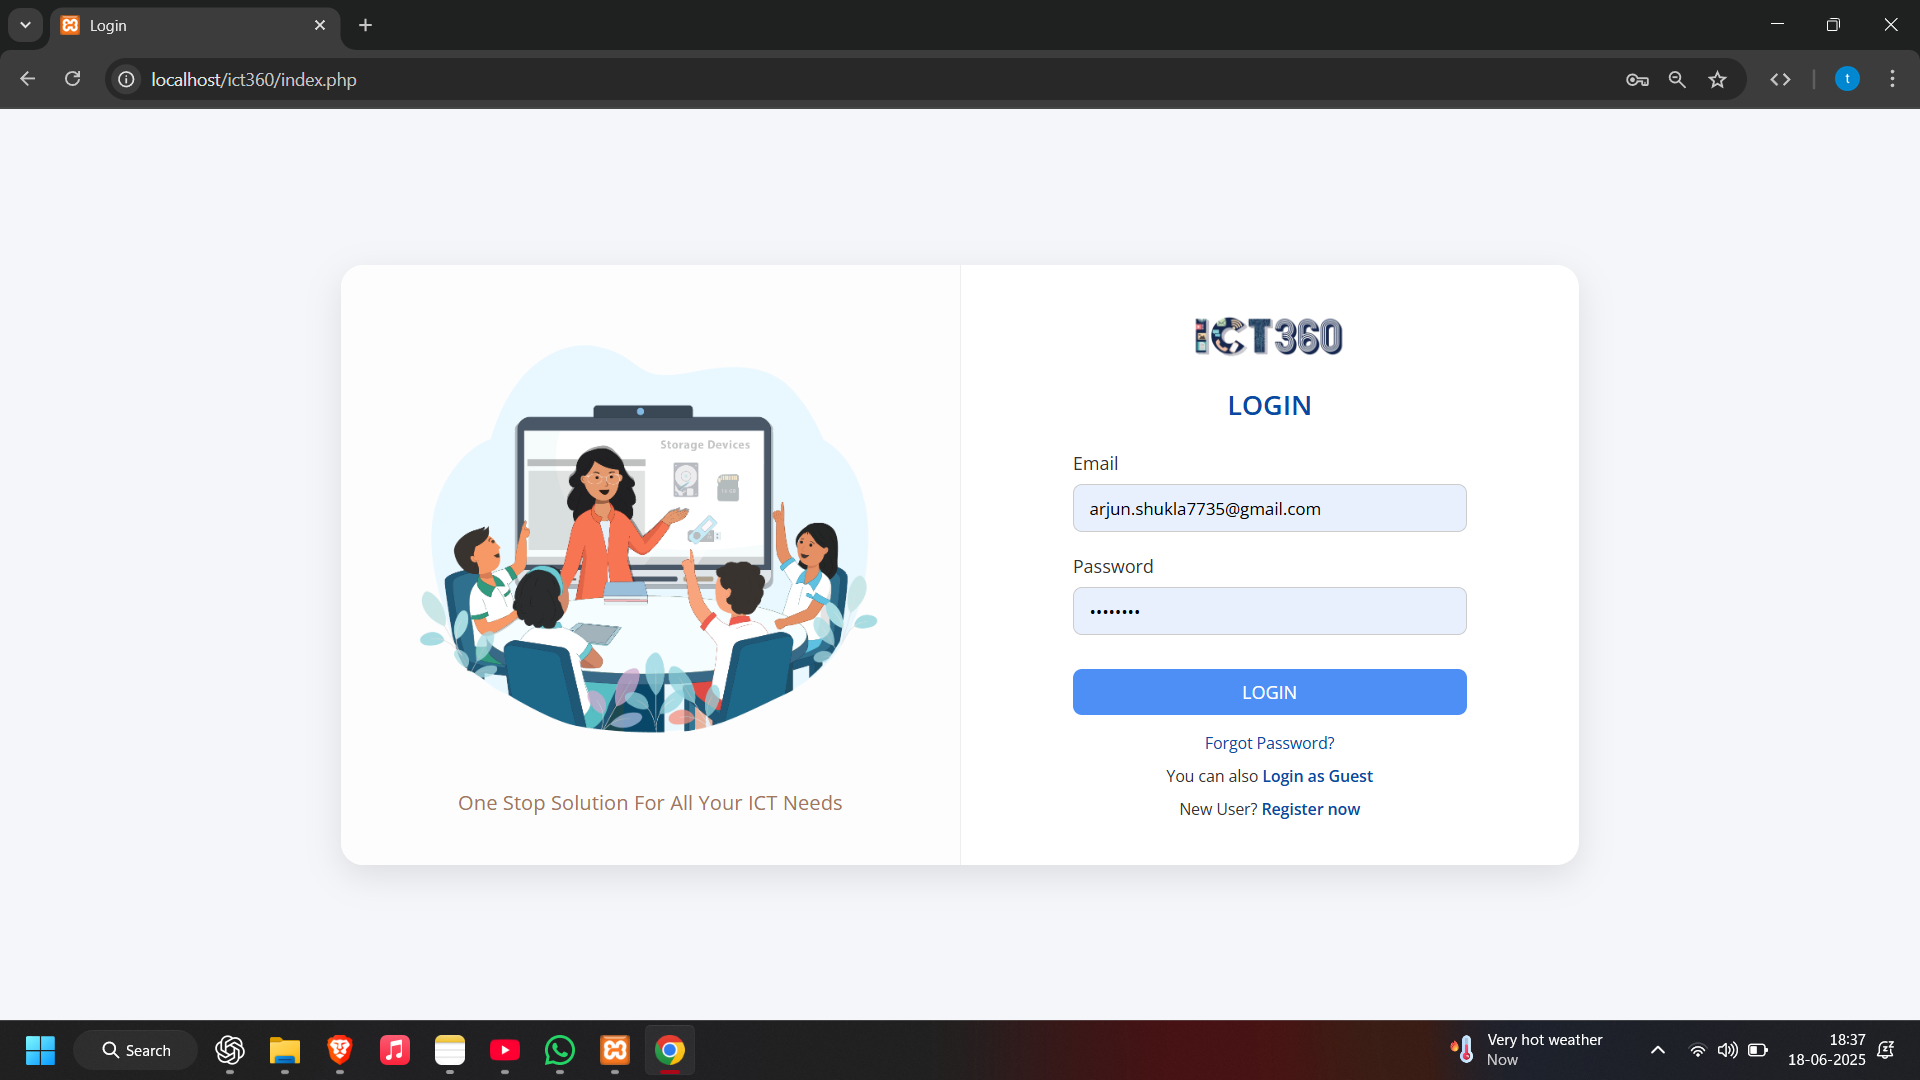 Login
localhost/ict360/index.php
t
Storage Devices
One Stop Solution For All Your ICT Needs
ICT360
LOGIN
Email
arjun.shukla7735@gmail.com
Password
••••••••
LOGIN
Forgot Password?
You can also Login as Guest
New User? Register now
Search
Very hot weather
Now
18:37
18-06-2025